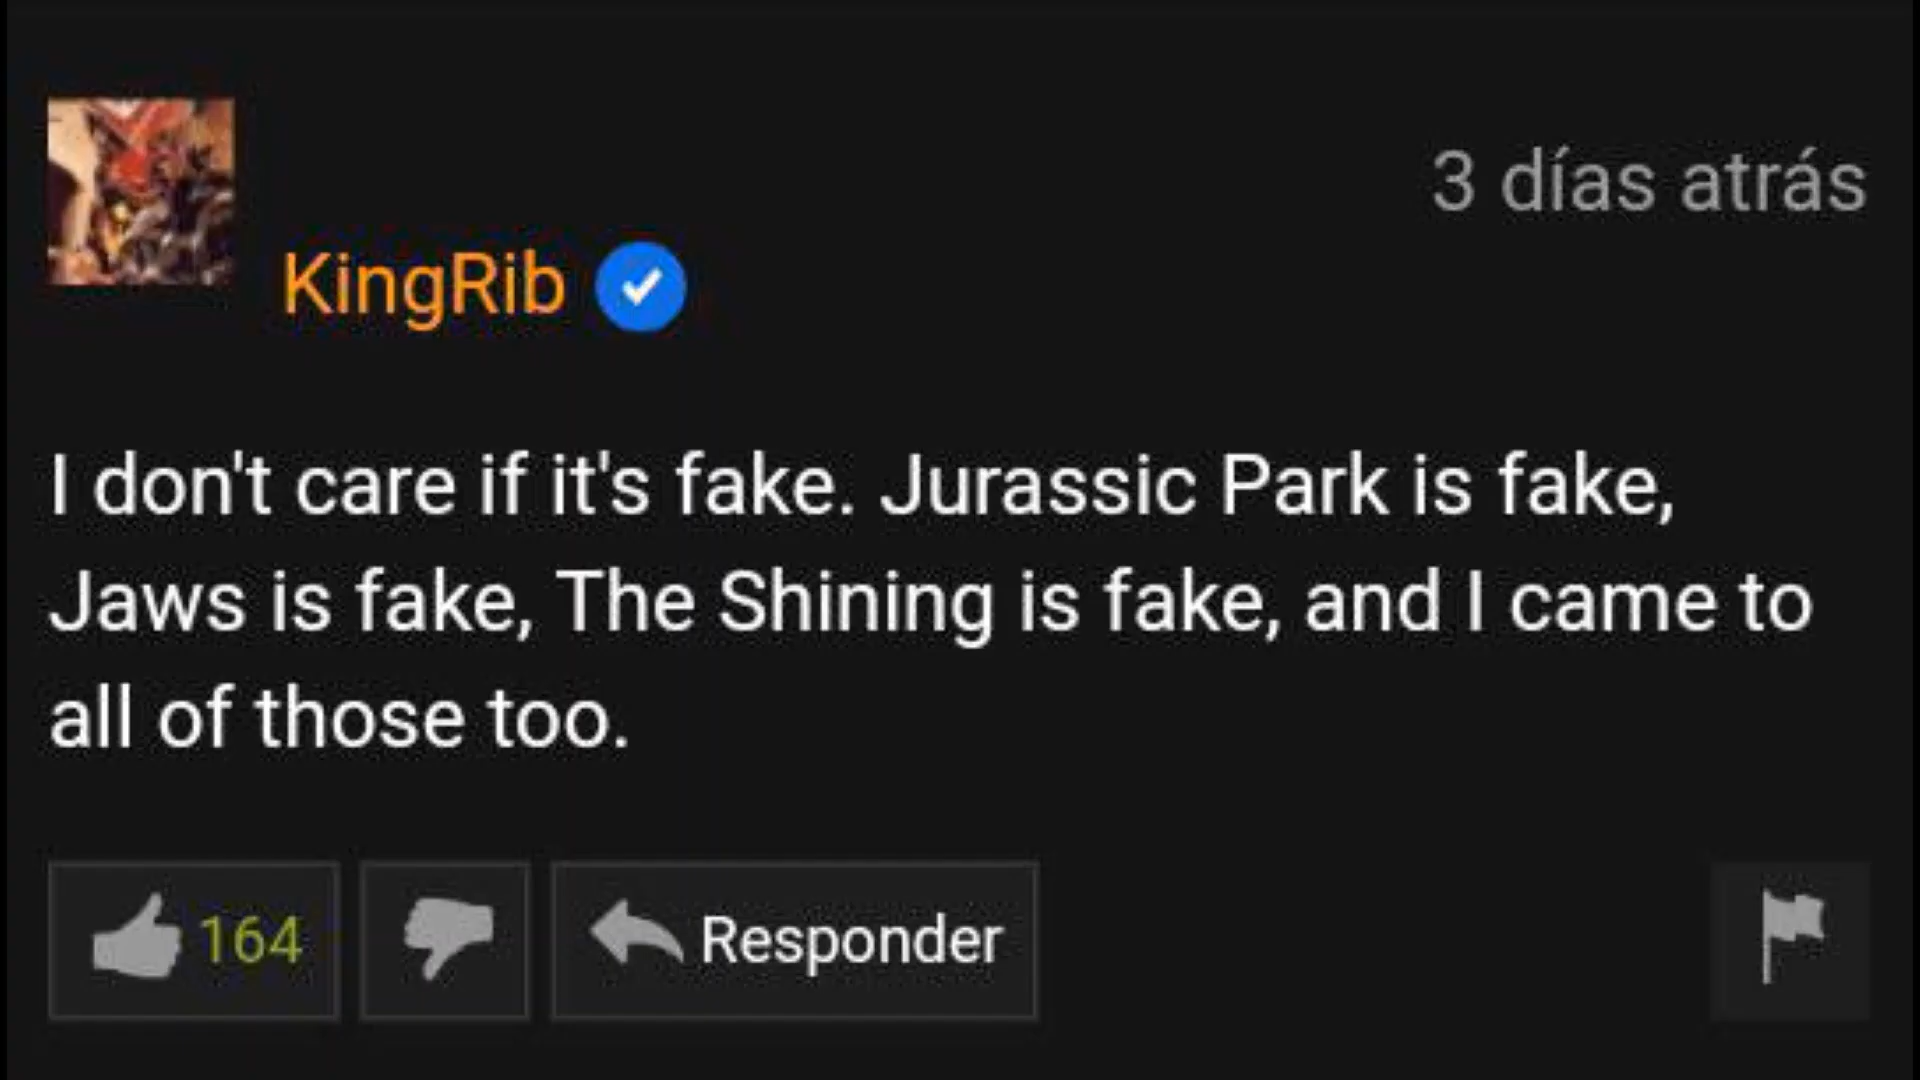 3 días atrás
KingRib
I don't care if it's fake. Jurassic Park is fake,
Jaws is fake, The Shining is fake, and I came to
all of those too.
164
Responder